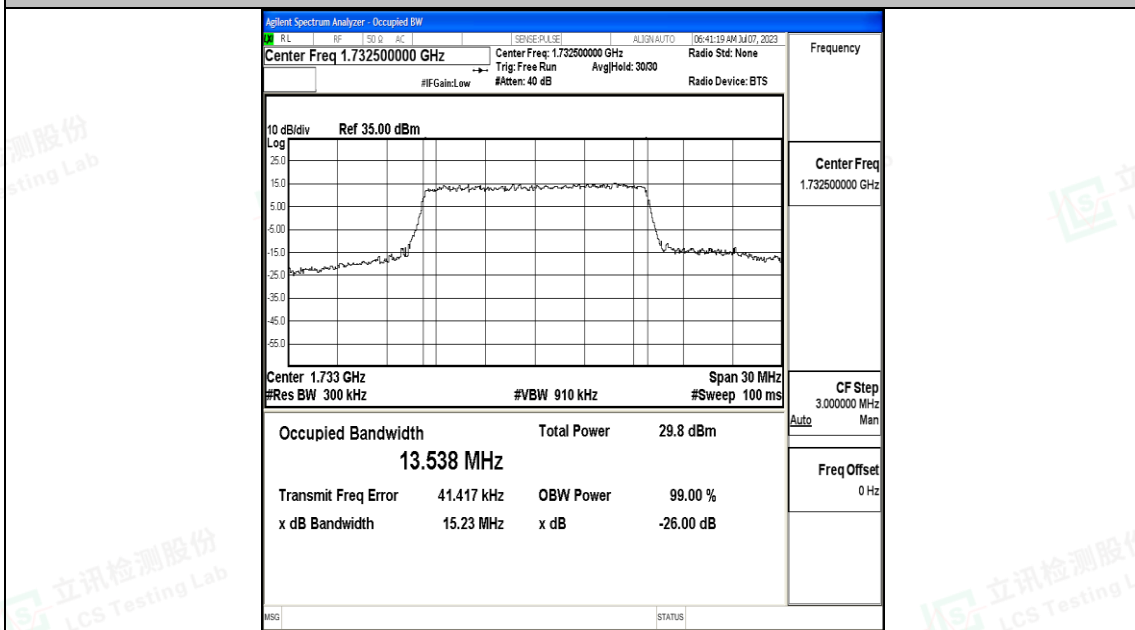 Agilent Spectrum Analyzer - Occupied BW
RL RF 50 Ω AC SENSE:PULSE ALIGN AUTO 06:41:19 AM Jul 07, 2023
Center Freq 1.732500000 GHz
Center Freq: 1.732500000 GHz Radio Std: None
Trig: Free Run Avg|Hold: 30/30
#IFGain:Low #Atten: 40 dB Radio Device: BTS
Frequency
10 dB/div Ref 35.00 dBm
Log
25.0
15.0
5.00
-5.00
-15.0
-25.0
-35.0
-45.0
-55.0
Center Freq
1.732500000 GHz
Center 1.733 GHz Span 30 MHz
#Res BW 300 kHz #VBW 910 kHz #Sweep 100 ms
CF Step
3.000000 MHz
Auto Man
Occupied Bandwidth Total Power 29.8 dBm
13.538 MHz
Transmit Freq Error 41.417 kHz OBW Power 99.00 %
x dB Bandwidth 15.23 MHz x dB -26.00 dB
Freq Offset
0 Hz
MSG STATUS
测股份
sting Lab
立讯检测股份
LCS Testing Lab
立讯检测股份
LCS Testing L